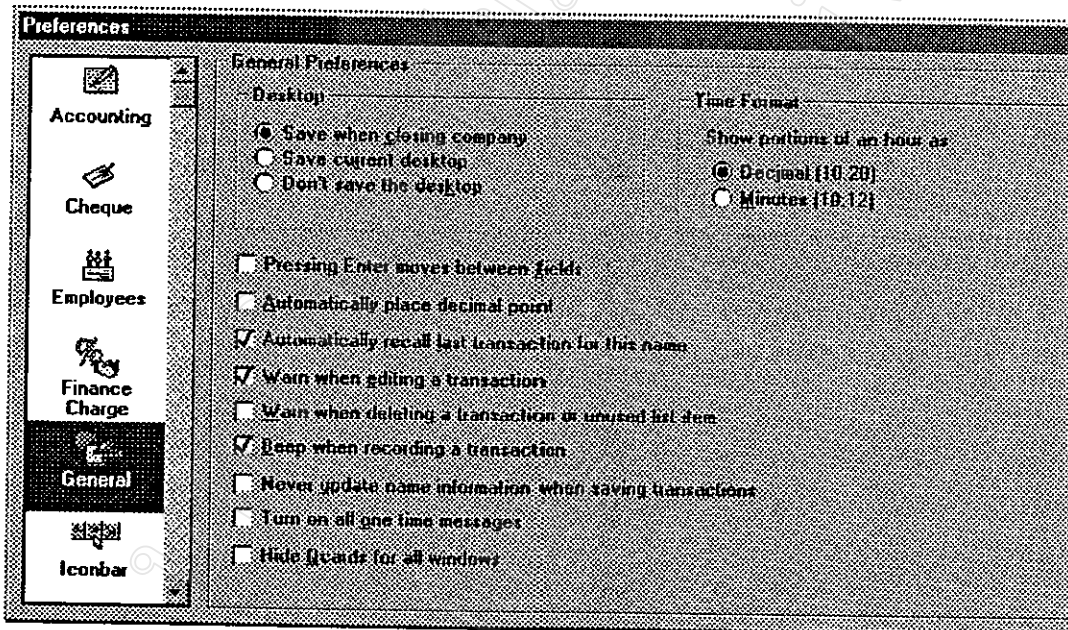 Preferences
Accounting
Cheque
Employees
Finance
Charge
General
Iconbar
General Preferences
Desktop
Save when closing company
Save current desktop
Don't save the desktop
Time Format
Show portions of an hour as
Decimal (10.20)
Minutes (10:12)
Pressing Enter moves between fields
Automatically place decimal point
Automatically recall last transaction for this name
Warn when editing a transaction
Warn when deleting a transaction or unused list item
Beep when recording a transaction
Never update name information when saving transactions
Turn on all one time messages
Hide Qcards for all windows